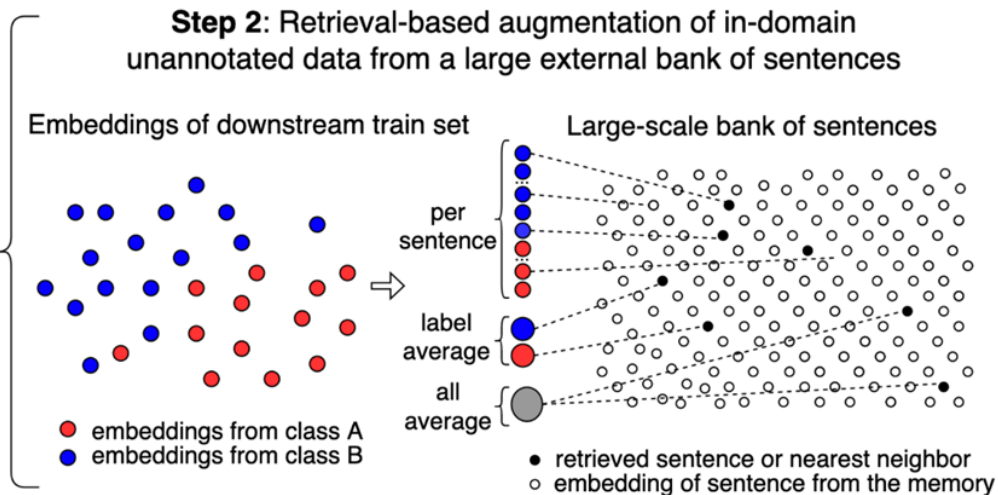 Step 2: Retrieval-based augmentation of in-domain
unannotated data from a large external bank of sentences
Embeddings of downstream train set
Large-scale bank of sentences
per
sentence
label
average
all
average
embeddings from class A
embeddings from class B
retrieved sentence or nearest neighbor
embedding of sentence from the memory